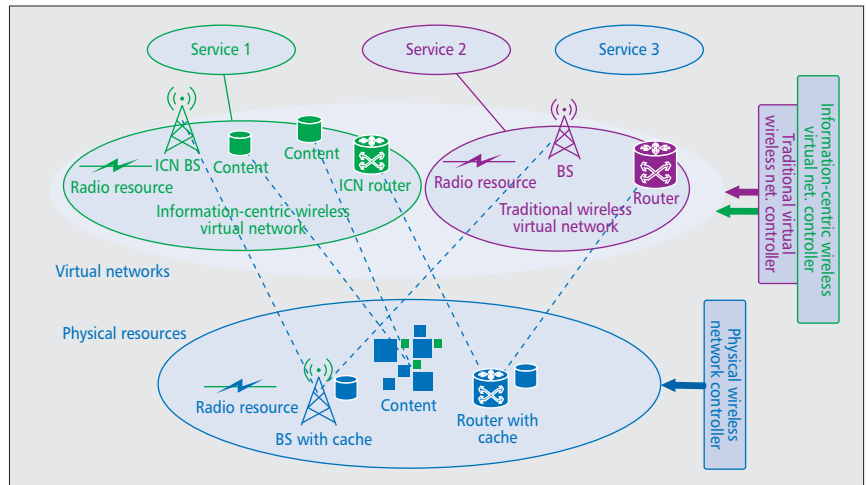 Service 1
Service 2
Service 3
ICN BS
Content
Content
Radio resource
ICN router
Information-centric wireless
virtual network
BS
Radio resource
Router
Traditional wireless
virtual network
Information-centric wireless
virtual net. controller
Traditional virtual
wireless net. controller
Virtual networks
Physical resources
Radio resource
BS with cache
Content
Router with
cache
Physical wireless
network controller